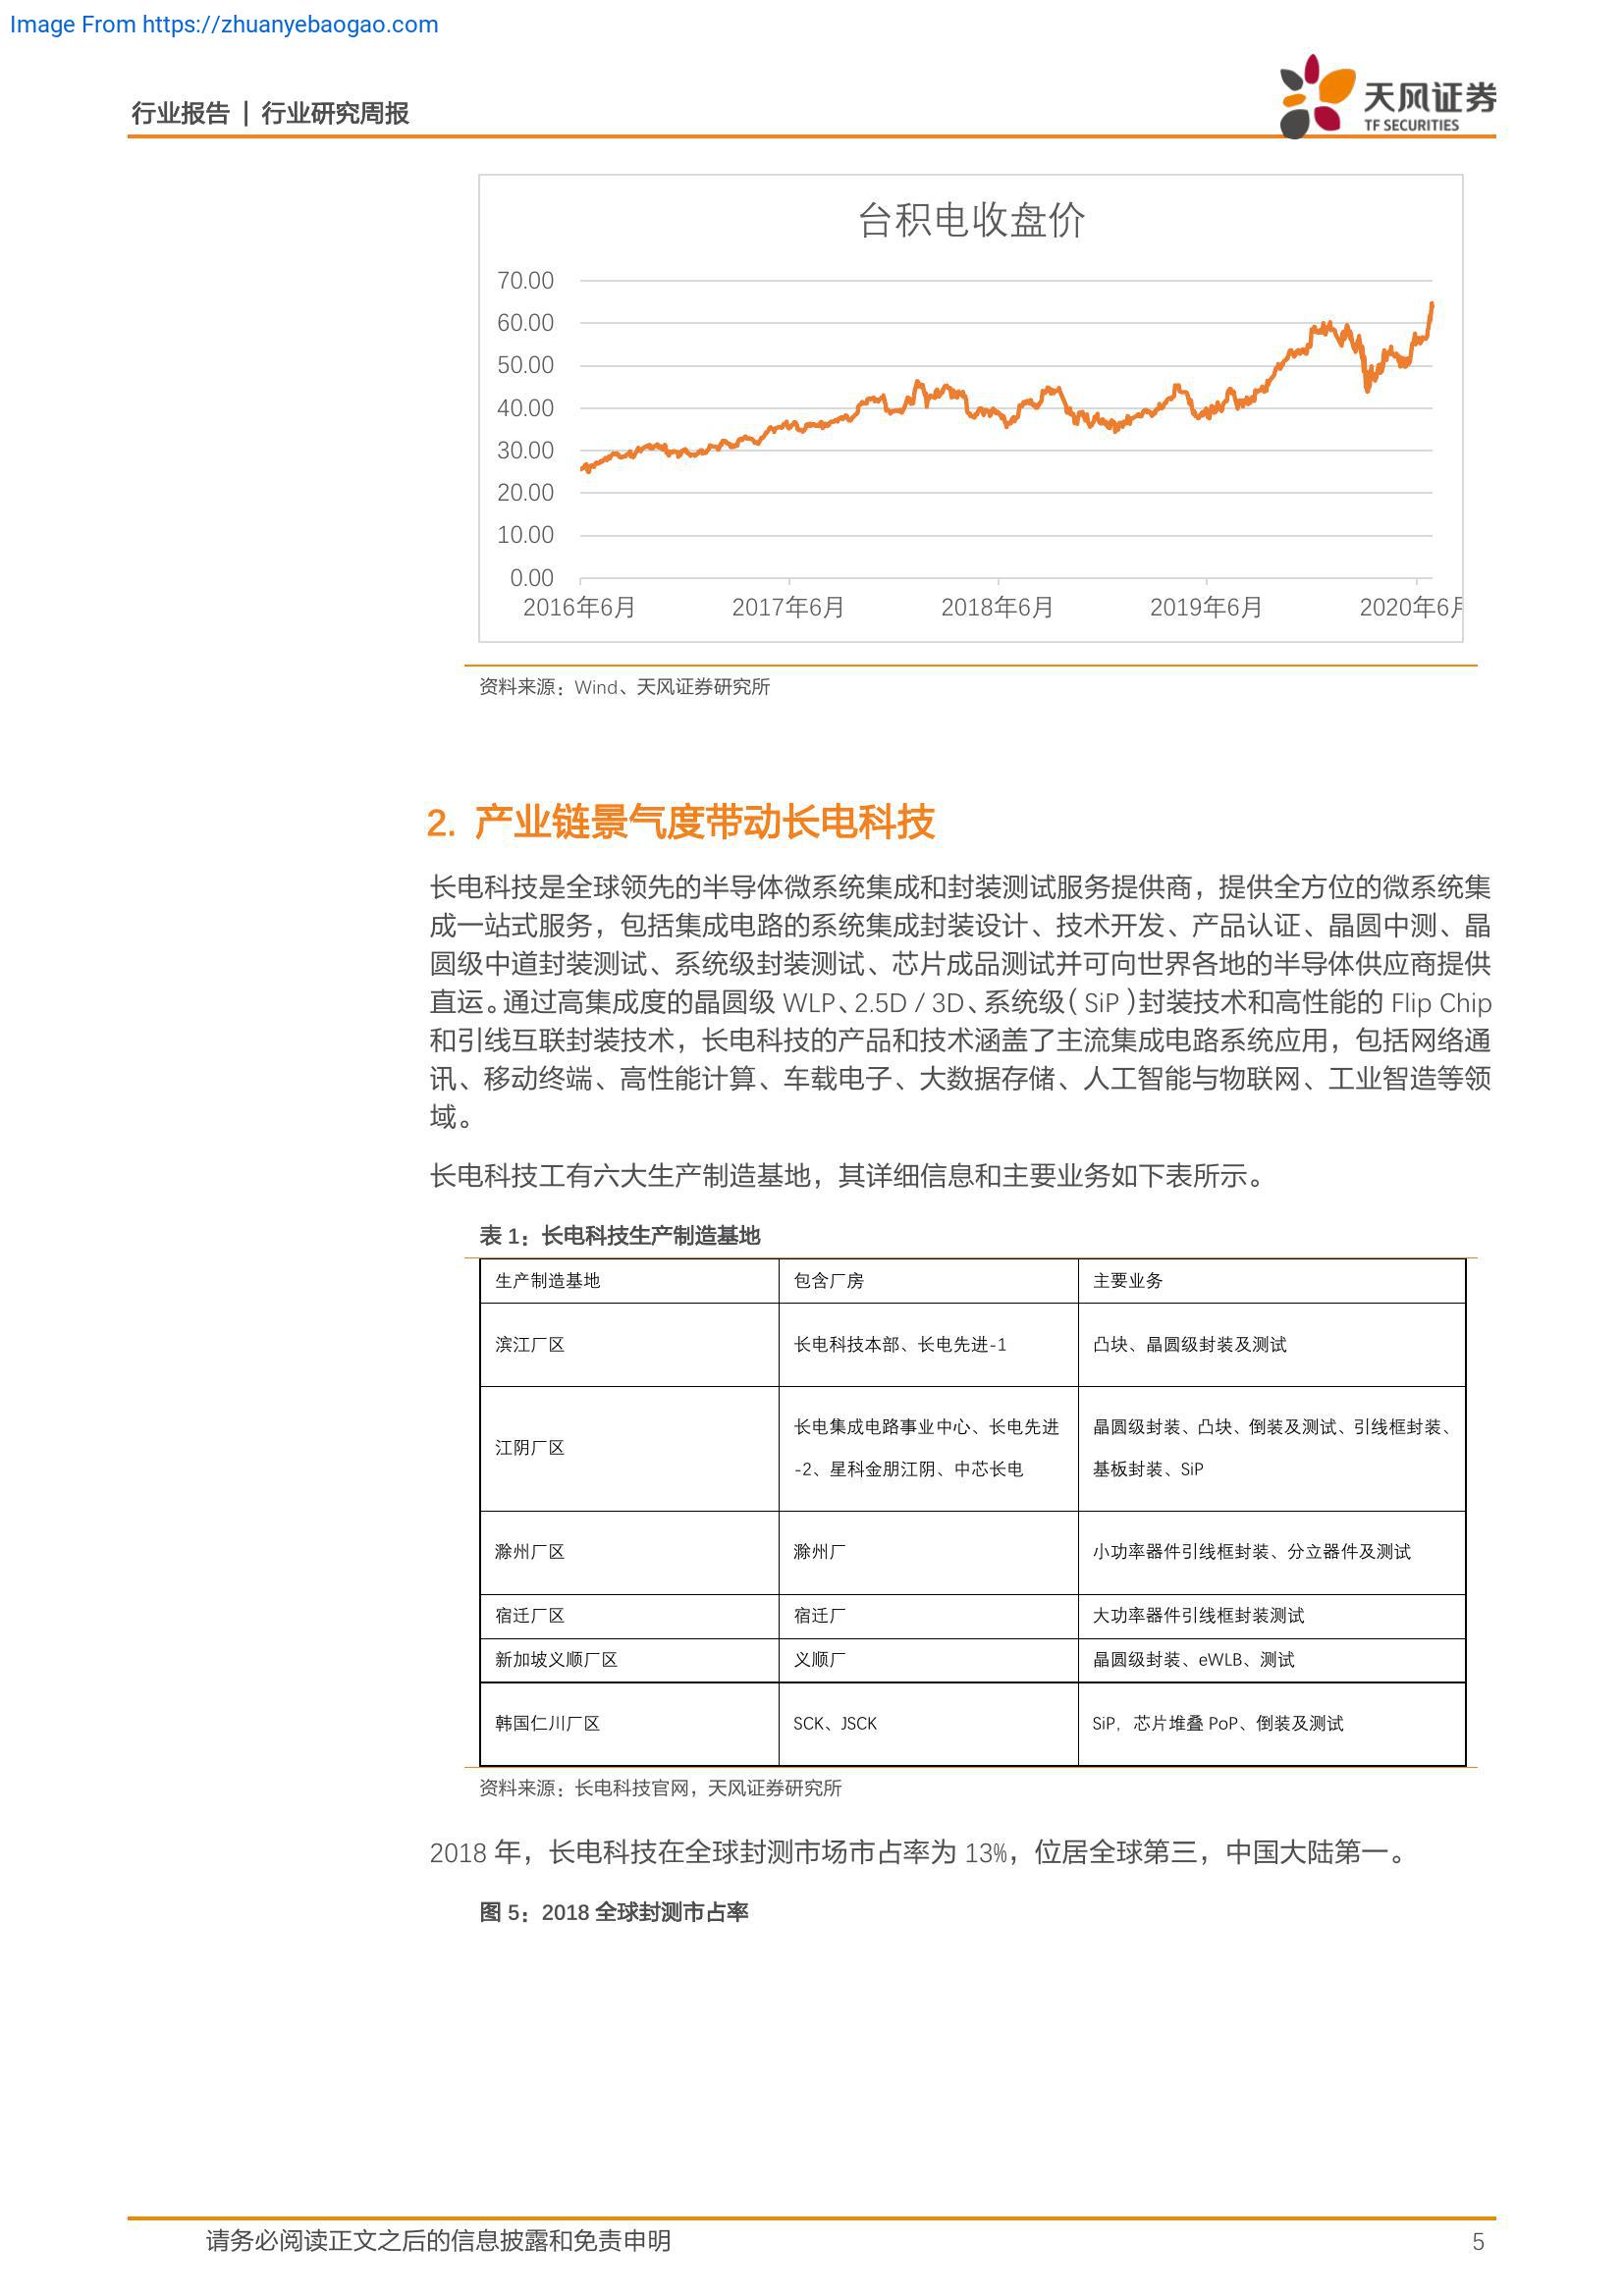 Image From https://zhuanyebaogao.com
行业报告 | 行业研究周报
天风证券
TF SECURITIES
台积电收盘价
70.00
60.00
50.00
40.00
30.00
20.00
10.00
0.00
2016年6月 2017年6月 2018年6月 2019年6月 2020年6月
资料来源：Wind、天风证券研究所
2. 产业链景气度带动长电科技
长电科技是全球领先的半导体微系统集成和封装测试服务提供商，提供全方位的微系统集
成一站式服务，包括集成电路的系统集成封装设计、技术开发、产品认证、晶圆中测、晶
圆级中道封装测试、系统级封装测试、芯片成品测试并可向世界各地的半导体供应商提供
直运。通过高集成度的晶圆级 WLP、2.5D / 3D、系统级（SiP）封装技术和高性能的 Flip Chip
和引线互联封装技术，长电科技的产品和技术涵盖了主流集成电路系统应用，包括网络通
讯、移动终端、高性能计算、车载电子、大数据存储、人工智能与物联网、工业智造等领
域。
长电科技工有六大生产制造基地，其详细信息和主要业务如下表所示。
表 1：长电科技生产制造基地
生产制造基地 包含厂房 主要业务
滨江厂区 长电科技本部、长电先进-1 凸块、晶圆级封装及测试
江阴厂区 长电集成电路事业中心、长电先进
-2、星科金朋江阴、中芯长电 晶圆级封装、凸块、倒装及测试、引线框封装、
基板封装、SiP
滁州厂区 滁州厂 小功率器件引线框封装、分立器件及测试
宿迁厂区 宿迁厂 大功率器件引线框封装测试
新加坡义顺厂区 义顺厂 晶圆级封装、eWLB、测试
韩国仁川厂区 SCK、JSCK SiP，芯片堆叠 PoP、倒装及测试
资料来源：长电科技官网，天风证券研究所
2018 年，长电科技在全球封测市场市占率为 13%，位居全球第三，中国大陆第一。
图 5：2018 全球封测市占率
请务必阅读正文之后的信息披露和免责申明 5